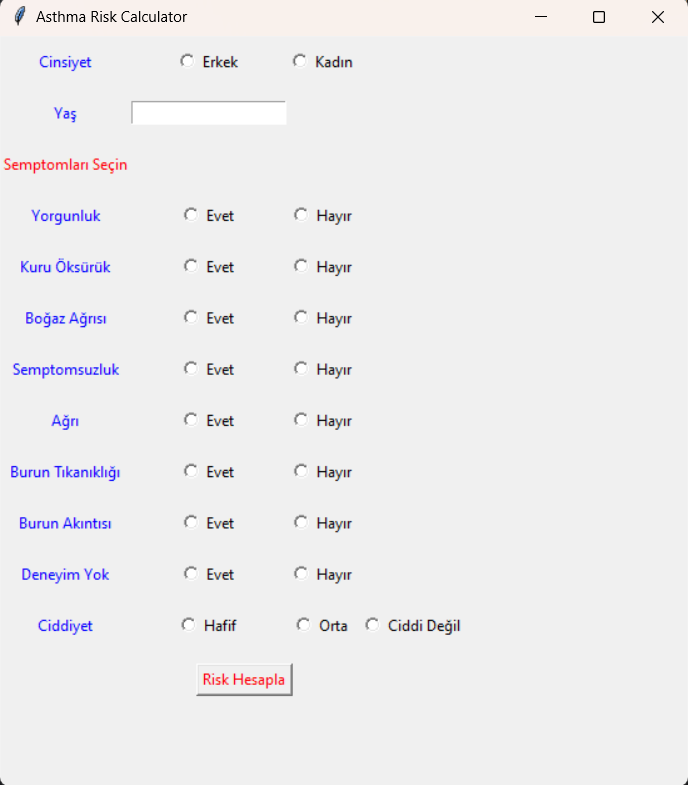 Asthma Risk Calculator
Cinsiyet Erkek Kadın
Yaş
Semptomları Seçin
Yorgunluk Evet Hayır
Kuru Öksürük Evet Hayır
Boğaz Ağrısı Evet Hayır
Semptomsuzluk Evet Hayır
Ağrı Evet Hayır
Burun Tıkanıklığı Evet Hayır
Burun Akıntısı Evet Hayır
Deneyim Yok Evet Hayır
Ciddiyet Hafif Orta Ciddi Değil
Risk Hesapla